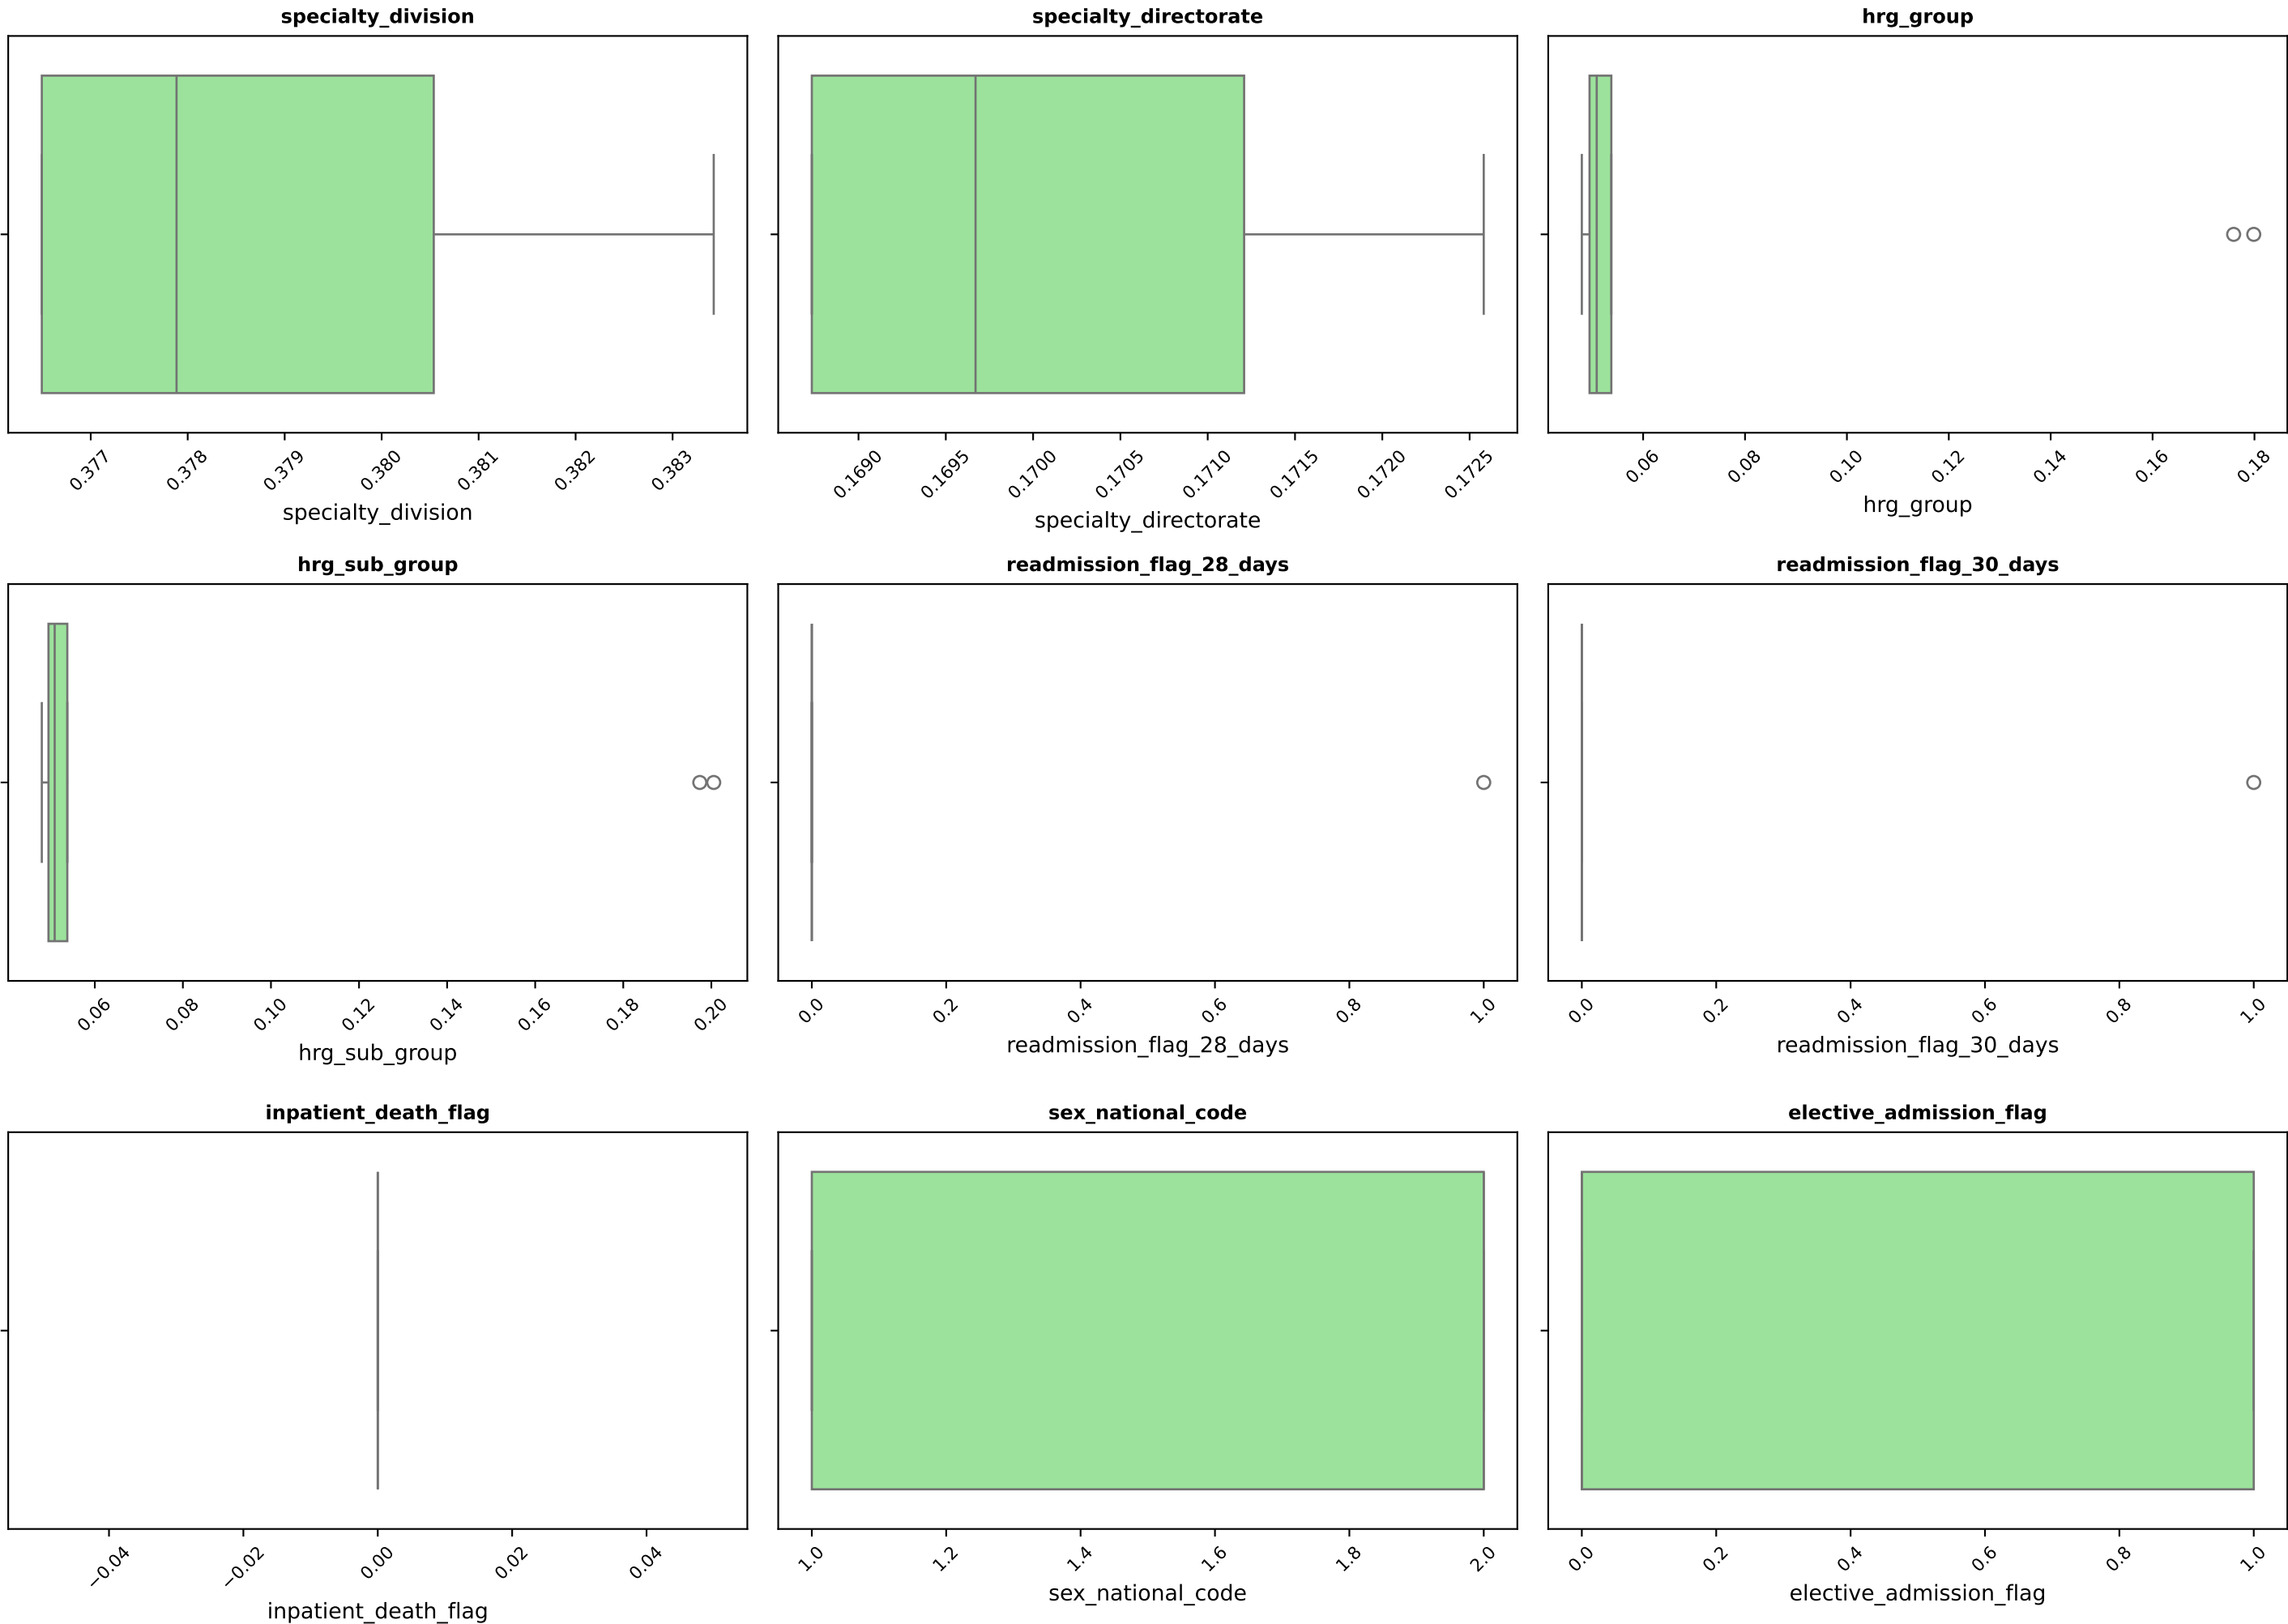 specialty_division
specialty_directorate
hrg_group
0.377 0.378 0.379 0.380 0.381 0.382 0.383
0.1690 0.1695 0.1700 0.1705 0.1710 0.1715 0.1720 0.1725
0.06 0.08 0.10 0.12 0.14 0.16 0.18
specialty_division
specialty_directorate
hrg_group
hrg_sub_group
readmission_flag_28_days
readmission_flag_30_days
0.06 0.08 0.10 0.12 0.14 0.16 0.18 0.20
0.0 0.2 0.4 0.6 0.8 1.0
0.0 0.2 0.4 0.6 0.8 1.0
hrg_sub_group
readmission_flag_28_days
readmission_flag_30_days
inpatient_death_flag
sex_national_code
elective_admission_flag
−0.04 −0.02 0.00 0.02 0.04
1.0 1.2 1.4 1.6 1.8 2.0
0.0 0.2 0.4 0.6 0.8 1.0
inpatient_death_flag
sex_national_code
elective_admission_flag